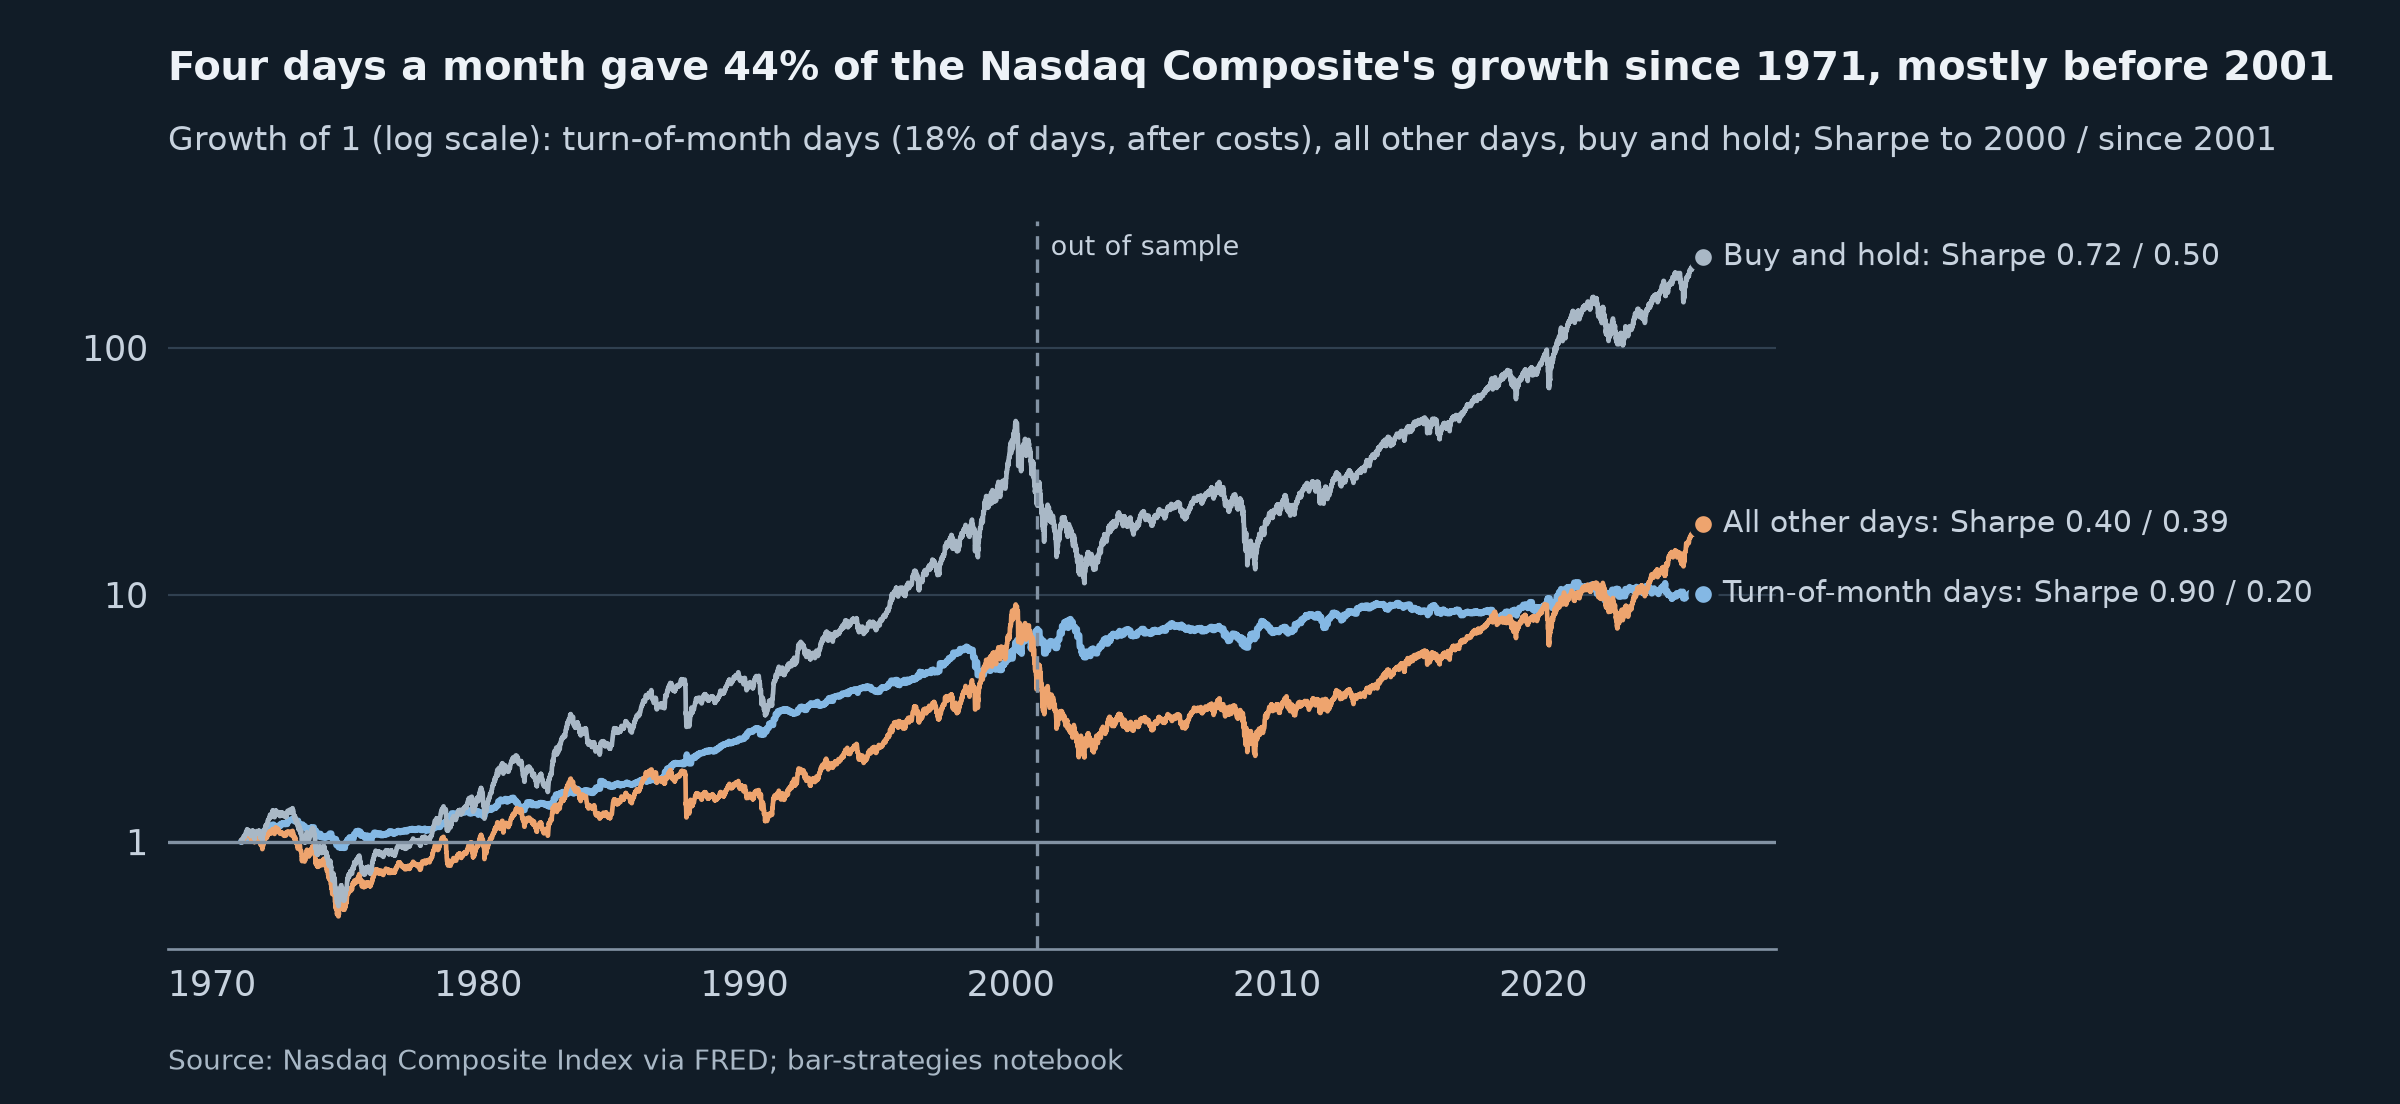 Four days a month gave 44% of the Nasdaq Composite's growth since 1971, mostly before 2001
Growth of 1 (log scale): turn-of-month days (18% of days, after costs), all other days, buy and hold; Sharpe to 2000 / since 2001
out of sample
Buy and hold: Sharpe 0.72 / 0.50
100
All other days: Sharpe 0.40 / 0.39
10
Turn-of-month days: Sharpe 0.90 / 0.20
1
1970 1980 1990 2000 2010 2020
Source: Nasdaq Composite Index via FRED; bar-strategies notebook